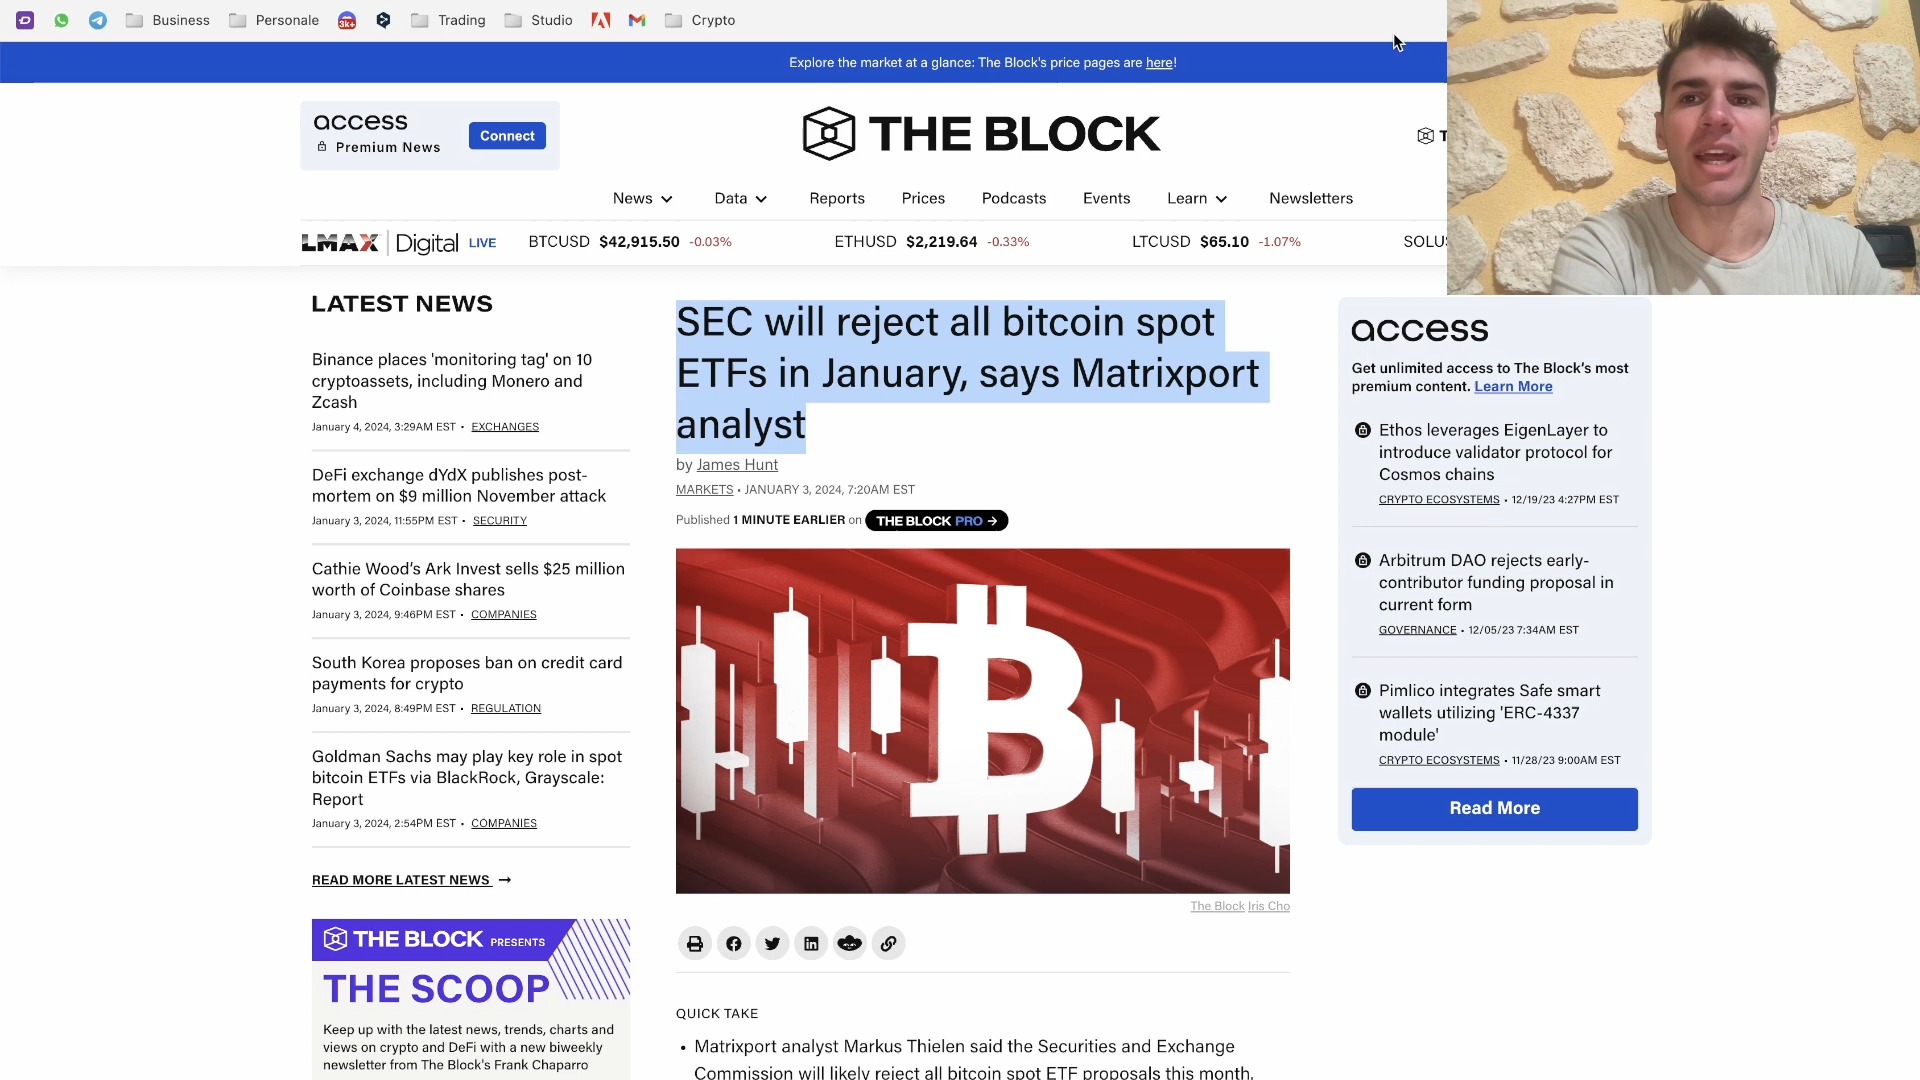 Business
Personale
3k+
Trading
Studio
Crypto
Explore the market at a glance: The Block's price pages are here!
access
Premium News
Connect
THE BLOCK
News
Data
Reports
Prices
Podcasts
Events
Learn
Newsletters
LMAX Digital LIVE
BTCUSD $42,915.50 -0.03%
ETHUSD $2,219.64 -0.33%
LTCUSD $65.10 -1.07%
LATEST NEWS
Binance places 'monitoring tag' on 10
cryptoassets, including Monero and
Zcash
January 4, 2024, 3:29AM EST • EXCHANGES
DeFi exchange dYdX publishes post-
mortem on $9 million November attack
January 3, 2024, 11:55PM EST • SECURITY
Cathie Wood’s Ark Invest sells $25 million
worth of Coinbase shares
January 3, 2024, 9:46PM EST • COMPANIES
South Korea proposes ban on credit card
payments for crypto
January 3, 2024, 8:49PM EST • REGULATION
Goldman Sachs may play key role in spot
bitcoin ETFs via BlackRock, Grayscale:
Report
January 3, 2024, 2:54PM EST • COMPANIES
READ MORE LATEST NEWS →
THE BLOCK PRESENTS
THE SCOOP
Keep up with the latest news, trends, charts and
views on crypto and DeFi with a new biweekly
newsletter from The Block's Frank Chaparro
SEC will reject all bitcoin spot
ETFs in January, says Matrixport
analyst
by James Hunt
MARKETS • JANUARY 3, 2024, 7:20AM EST
Published 1 MINUTE EARLIER on THE BLOCK PRO →
The Block Iris Cho
QUICK TAKE
• Matrixport analyst Markus Thielen said the Securities and Exchange
Commission will likely reject all bitcoin spot ETF proposals this month.
access
Get unlimited access to The Block’s most
premium content. Learn More
Ethos leverages EigenLayer to
introduce validator protocol for
Cosmos chains
CRYPTO ECOSYSTEMS • 12/19/23 4:27PM EST
Arbitrum DAO rejects early-
contributor funding proposal in
current form
GOVERNANCE • 12/05/23 7:34AM EST
Pimlico integrates Safe smart
wallets utilizing 'ERC-4337
module'
CRYPTO ECOSYSTEMS • 11/28/23 9:00AM EST
Read More